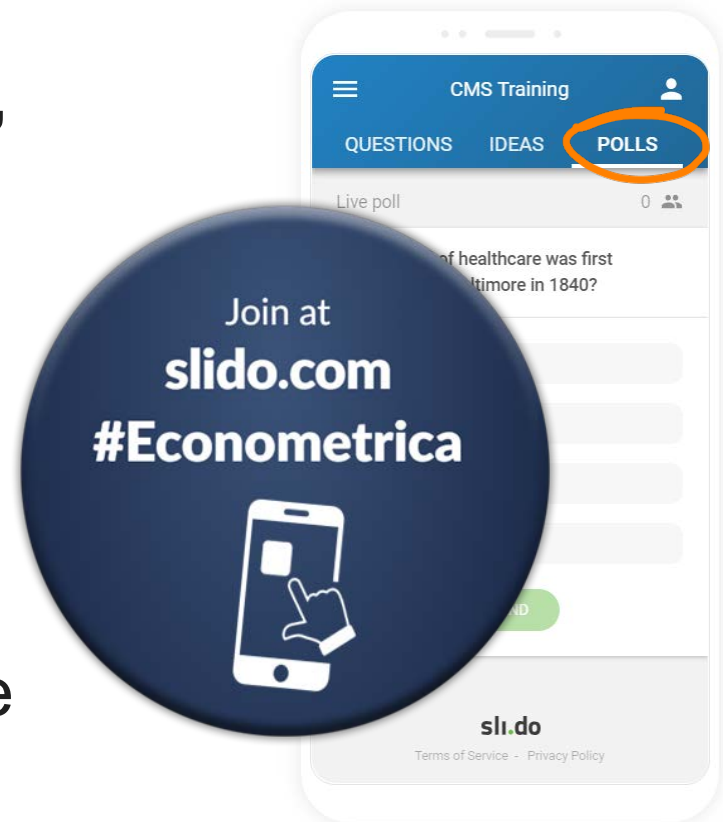 ,
CMS Training
QUESTIONS IDEAS POLLS
Live poll 0
of healthcare was first
ltimore in 1840?
Join at
slido.com
#Econometrica
ND
e
sli.do
Terms of Service - Privacy Policy